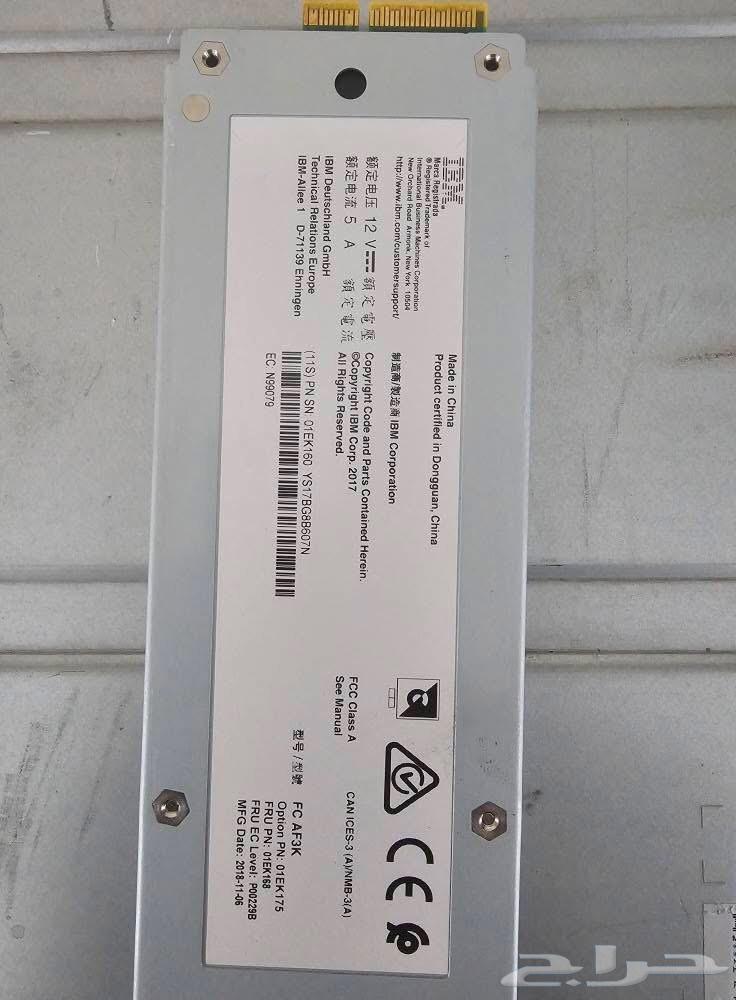 IBM
Marca Registrada
® Registered Trademark of
International Business Machines Corporation
New Orchard Road Armonk, New York 10504
http://www.ibm.com/customersupport/
额定电压 12 V 額定電壓
额定电流 5 A 額定電流
IBM Deutschland GmbH
Technical Relations Europe
IBM-Allee 1 D-71139 Ehningen
Made in China
Product certified in Dongguan, China
制造商/製造商 IBM Corporation
Copyright Code and Parts Contained Herein.
©Copyright IBM Corp. 2017
All Rights Reserved.
(11S) PN SN: 01EK160 YS17BG8B607N
EC: N99079
FCC Class A
See Manual
CAN ICES-3 (A)/NMB-3(A)
CE
型号/型號 FC AF3K
Option PN: 01EK175
FRU PN: 01EK168
FRU EC Level: P00229B
MFG Date: 2018-11-06
حراج